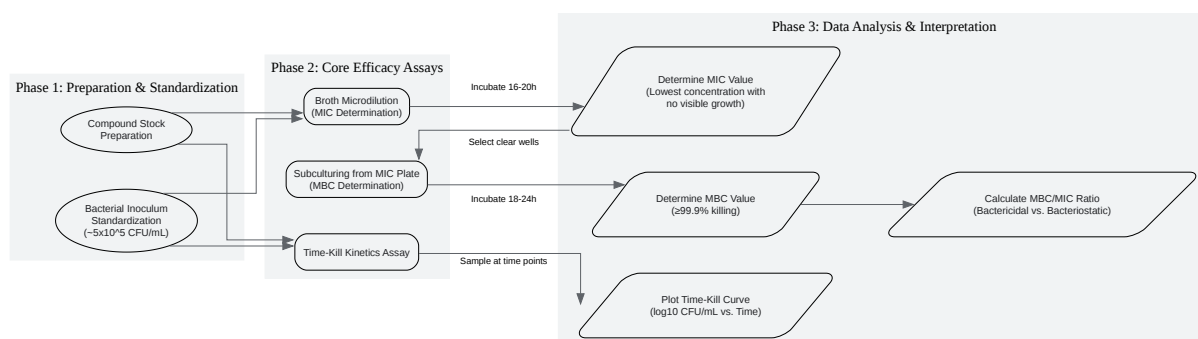 Phase 1: Preparation & Standardization
Compound Stock
Preparation
Bacterial Inoculum
Standardization
(~5x10^5 CFU/mL)
Phase 2: Core Efficacy Assays
Broth Microdilution
(MIC Determination)
Subculturing from MIC Plate
(MBC Determination)
Time-Kill Kinetics Assay
Incubate 16-20h
Select clear wells
Incubate 18-24h
Sample at time points
Phase 3: Data Analysis & Interpretation
Determine MIC Value
(Lowest concentration with
no visible growth)
Determine MBC Value
(≥99.9% killing)
Calculate MBC/MIC Ratio
(Bactericidal vs. Bacteriostatic)
Plot Time-Kill Curve
(log10 CFU/mL vs. Time)